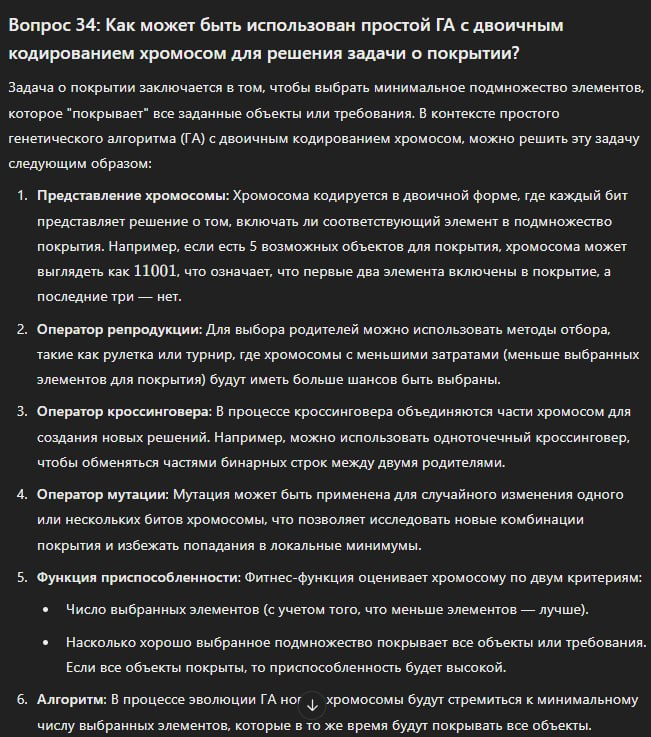 Вопрос 34: Как может быть использован простой ГА с двоичным
кодированием хромосом для решения задачи о покрытии?
Задача о покрытии заключается в том, чтобы выбрать минимальное подмножество элементов,
которое "покрывает" все заданные объекты или требования. В контексте простого
генетического алгоритма (ГА) с двоичным кодированием хромосом, можно решить эту задачу
следующим образом:
1. Представление хромосомы: Хромосома кодируется в двоичной форме, где каждый бит
представляет решение о том, включать ли соответствующий элемент в подмножество
покрытия. Например, если есть 5 возможных объектов для покрытия, хромосома может
выглядеть как 11001, что означает, что первые два элемента включены в покрытие, а
последние три — нет.
2. Оператор репродукции: Для выбора родителей можно использовать методы отбора,
такие как рулетка или турнир, где хромосомы с меньшими затратами (меньше выбранных
элементов для покрытия) будут иметь больше шансов быть выбраны.
3. Оператор кроссинговера: В процессе кроссинговера объединяются части хромосом для
создания новых решений. Например, можно использовать одноточечный кроссинговер,
чтобы обменяться частями бинарных строк между двумя родителями.
4. Оператор мутации: Мутация может быть применена для случайного изменения одного
или нескольких битов хромосомы, что позволяет исследовать новые комбинации
покрытия и избежать попадания в локальные минимумы.
5. Функция приспособленности: Фитнес-функция оценивает хромосому по двум критериям:
• Число выбранных элементов (с учетом того, что меньше элементов — лучше).
• Насколько хорошо выбранное подмножество покрывает все объекты или требования.
Если все объекты покрыты, то приспособленность будет высокой.
6. Алгоритм: В процессе эволюции ГА хромосомы будут стремиться к минимальному
числу выбранных элементов, которые в то же время будут покрывать все объекты.